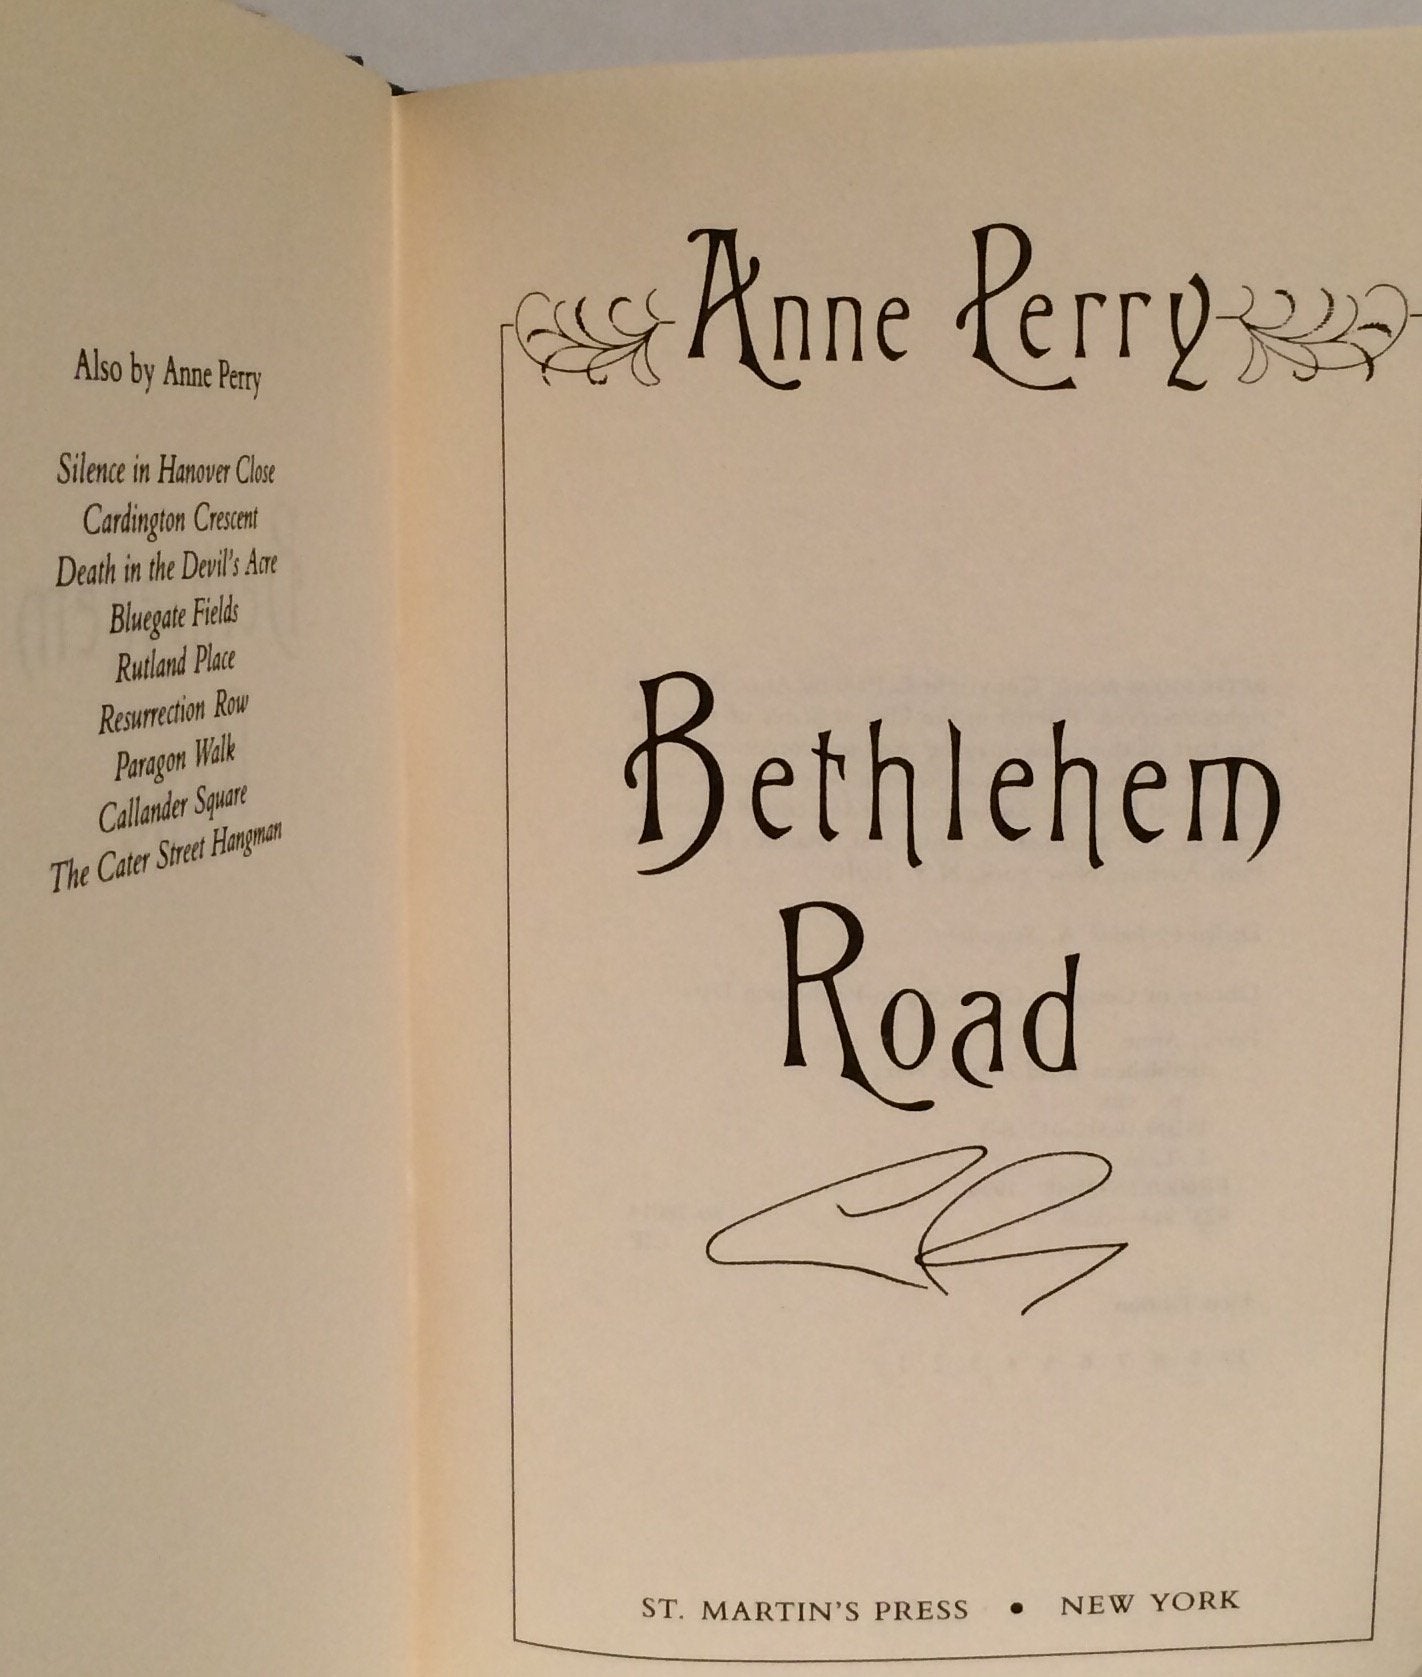 Also by Anne Perry
Silence in Hanover Close
Cardington Crescent
Death in the Devil's Acre
Bluegate Fields
Rutland Place
Resurrection Row
Paragon Walk
Callander Square
The Cater Street Hangman
Anne Perry
Bethlehem
Road
ST. MARTIN'S PRESS • NEW YORK